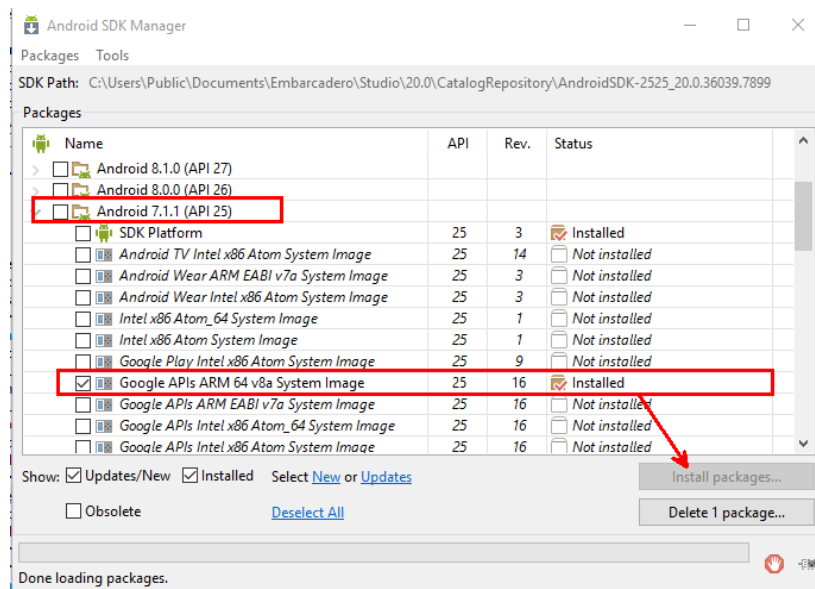 Android SDK Manager
Packages Tools
SDK Path: C:\Users\Public\Documents\Embarcadero\Studio\20.0\CatalogRepository\AndroidSDK-2525_20.0.36039.7899
Packages
Name API Rev. Status
Android 8.1.0 (API 27)
Android 8.0.0 (API 26)
Android 7.1.1 (API 25)
SDK Platform 25 3 Installed
Android TV Intel x86 Atom System Image 25 14 Not installed
Android Wear ARM EABI v7a System Image 25 3 Not installed
Android Wear Intel x86 Atom System Image 25 3 Not installed
Intel x86 Atom_64 System Image 25 1 Not installed
Intel x86 Atom System Image 25 1 Not installed
Google Play Intel x86 Atom System Image 25 9 Not installed
Google APIs ARM 64 v8a System Image 25 16 Installed
Google APIs ARM EABI v7a System Image 25 16 Not installed
Google APIs Intel x86 Atom_64 System Image 25 16 Not installed
Google APIs Intel x86 Atom System Image 25 16 Not installed
Show: Updates/New Installed Select New or Updates Install packages...
Obsolete Deselect All Delete 1 package...
Done loading packages.